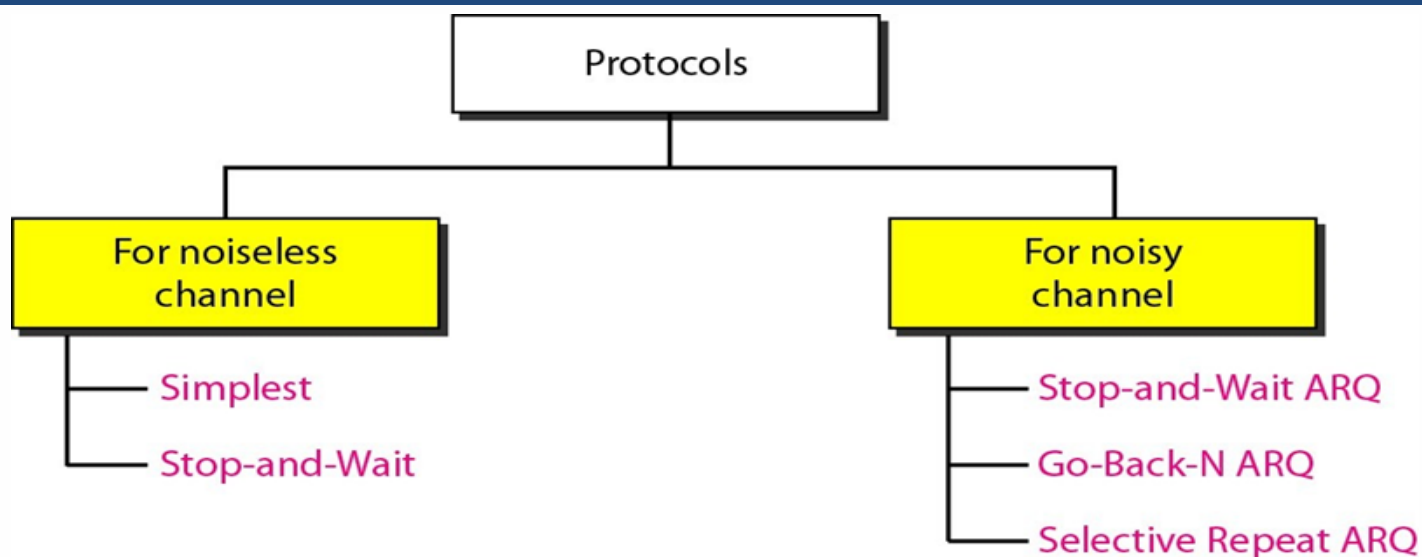 Protocols
For noiseless
channel
Simplest
Stop-and-Wait
For noisy
channel
Stop-and-Wait ARQ
Go-Back-N ARQ
Selective Repeat ARQ